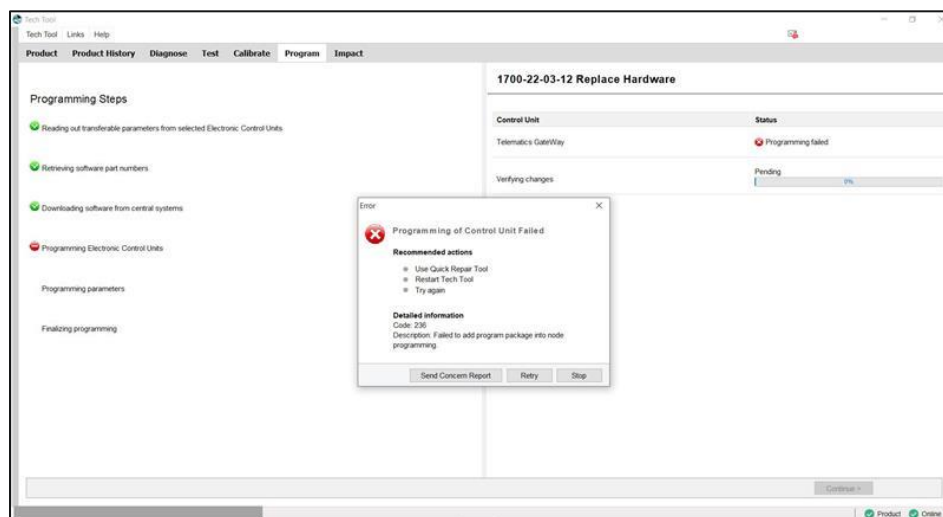 Tech Tool
Tech Tool Links Help
Product Product History Diagnose Test Calibrate Program Impact
Programming Steps
Reading out transferable parameters from selected Electronic Control Units
Retrieving software part numbers
Downloading software from central systems
Programming Electronic Control Units
Programming parameters
Finalizing programming
1700-22-03-12 Replace Hardware
Control Unit Status
Telematics GateWay Programming failed
Verifying changes Pending
0%
Error
Programming of Control Unit Failed
Recommended actions
Use Quick Repair Tool
Restart Tech Tool
Try again
Detailed information
Code: 236
Description: Failed to add program package into node
programming.
Send Concern Report Retry Stop
Continue >
Product Online